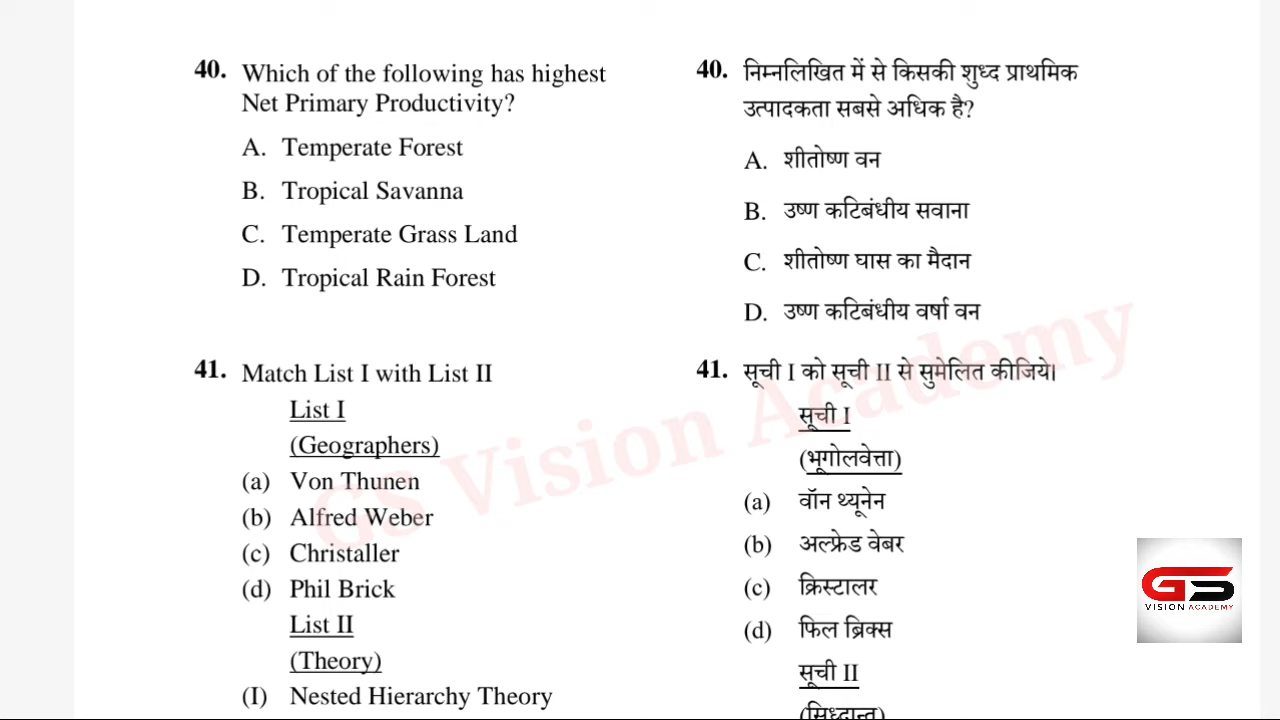 40. Which of the following has highest
Net Primary Productivity?
A. Temperate Forest
B. Tropical Savanna
C. Temperate Grass Land
D. Tropical Rain Forest
41. Match List I with List II
List I
(Geographers)
(a) Von Thunen
(b) Alfred Weber
(c) Christaller
(d) Phil Brick
List II
(Theory)
(I) Nested Hierarchy Theory
40. निम्नलिखित में से किसकी शुध्द प्राथमिक
उत्पादकता सबसे अधिक है?
A. शीतोष्ण वन
B. उष्ण कटिबंधीय सवाना
C. शीतोष्ण घास का मैदान
D. उष्ण कटिबंधीय वर्षा वन
41. सूची I को सूची II से सुमेलित कीजिये।
सूची I
(भूगोलवेत्ता)
(a) वॉन थ्यूनेन
(b) अल्फ्रेड वेबर
(c) क्रिस्टालर
(d) फिल ब्रिक्स
सूची II
(सिध्दान्त)
GS Vision Academy
GS
VISION ACADEMY